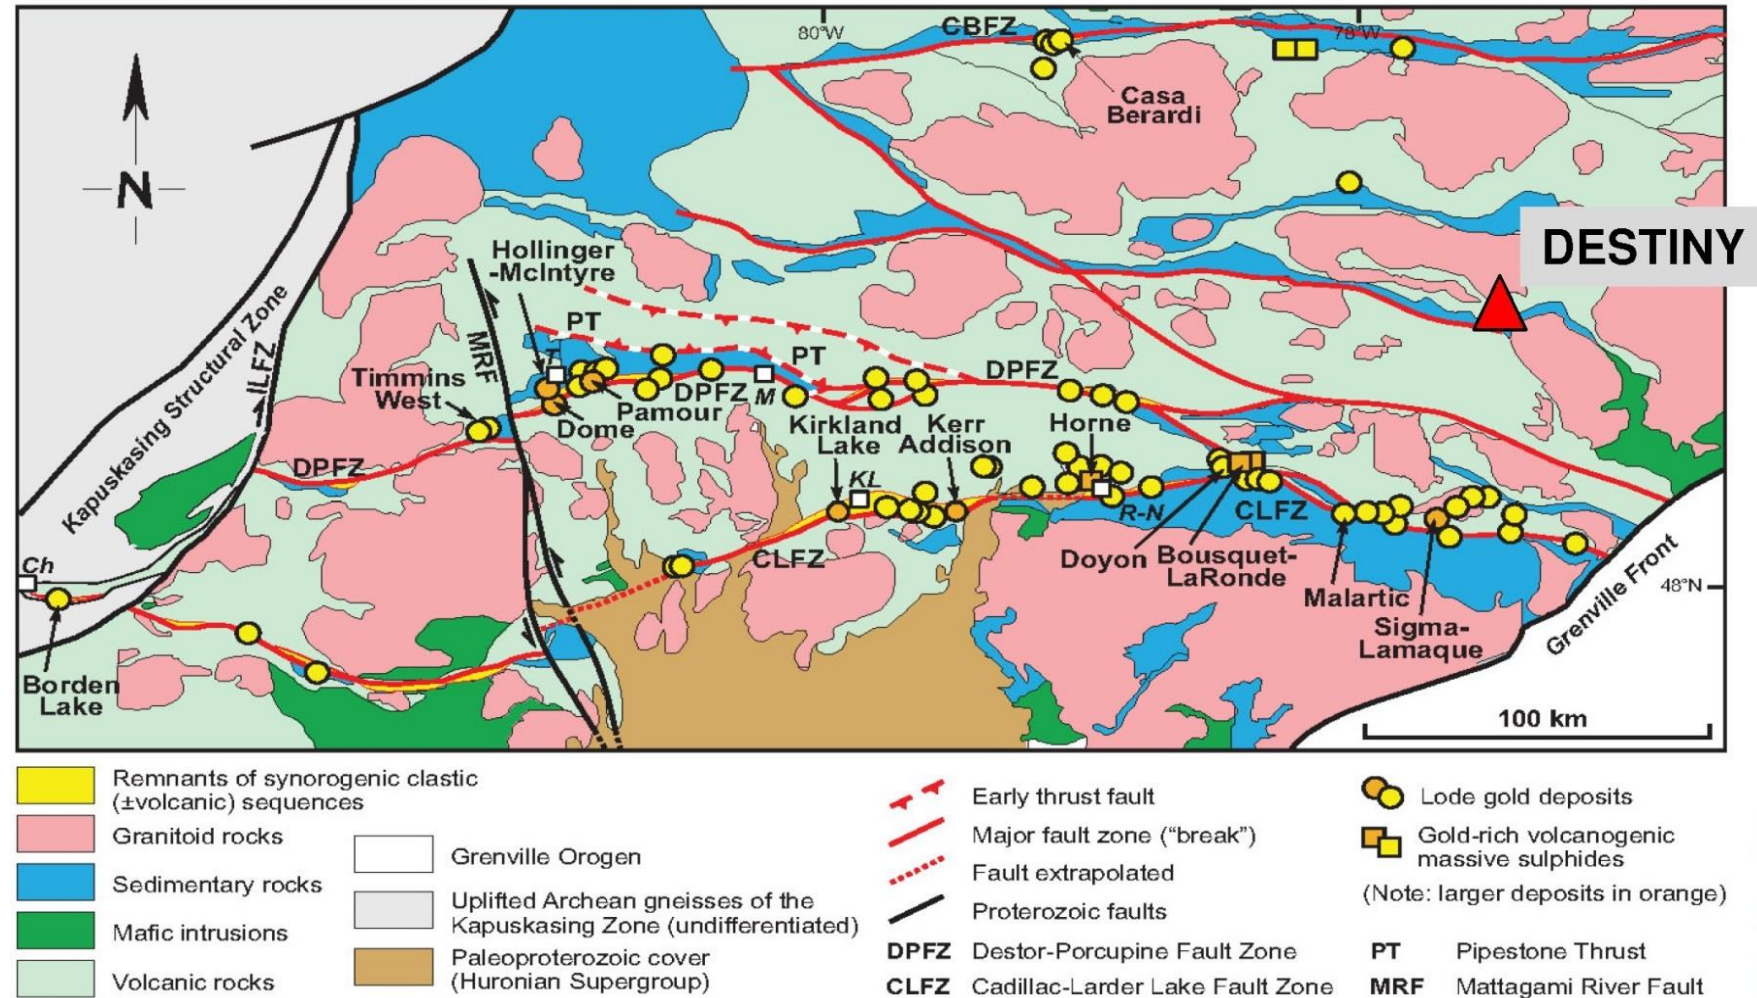 CBFZ
80°W
78°W
Casa
Berardi
N
DESTINY
Hollinger
-McIntyre
Kapuskasing Structural Zone
ILFZ
MRF
PT
PT
T
DPFZ
Timmins
West
DPFZ
M
Pamour
Dome
Kirkland
Lake
Kerr
Addison
Horne
DPFZ
KL
R-N
CLFZ
CLFZ
Doyon
Bousquet-
LaRonde
Malartic
48°N
Sigma-
Lamaque
Grenville Front
Ch
Borden
Lake
100 km
Remnants of synorogenic clastic
(±volcanic) sequences
Granitoid rocks
Sedimentary rocks
Mafic intrusions
Volcanic rocks
Grenville Orogen
Uplifted Archean gneisses of the
Kapuskasing Zone (undifferentiated)
Paleoproterozoic cover
(Huronian Supergroup)
Early thrust fault
Major fault zone (“break”)
Fault extrapolated
Proterozoic faults
DPFZ Destor-Porcupine Fault Zone
CLFZ Cadillac-Larder Lake Fault Zone
Lode gold deposits
Gold-rich volcanogenic
massive sulphides
(Note: larger deposits in orange)
PT Pipestone Thrust
MRF Mattagami River Fault